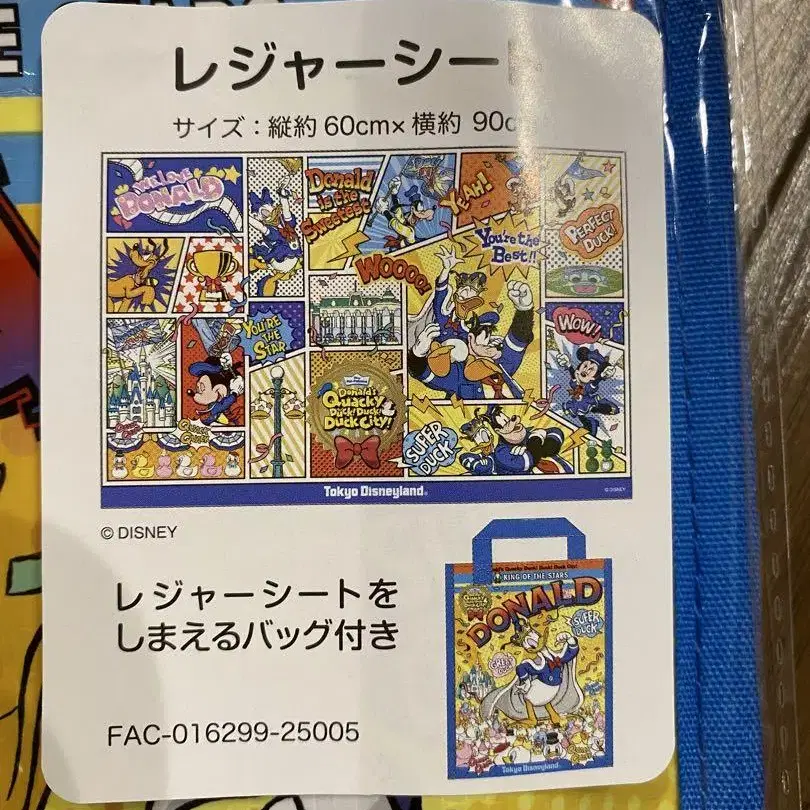 レジャーシー
サイズ：縦約 60cm× 横約 90c
WE LOVE
DONALD
Donald
is the
Sweetest
YEAH!
You're the
Best!!
PERFECT
DUCK!
WOOOO!
YOU'RE
THE
STAR
WOW!
Donald's
Quacky
Duck! Duck!
Duck City!
SUPER
DUCK
Tokyo Disneyland®
© DISNEY
© DISNEY
レジャーシートを
しまえるバッグ付き
KING OF THE STARS
DONALD
SUPER
DUCK
Tokyo Disneyland
FAC-016299-25005